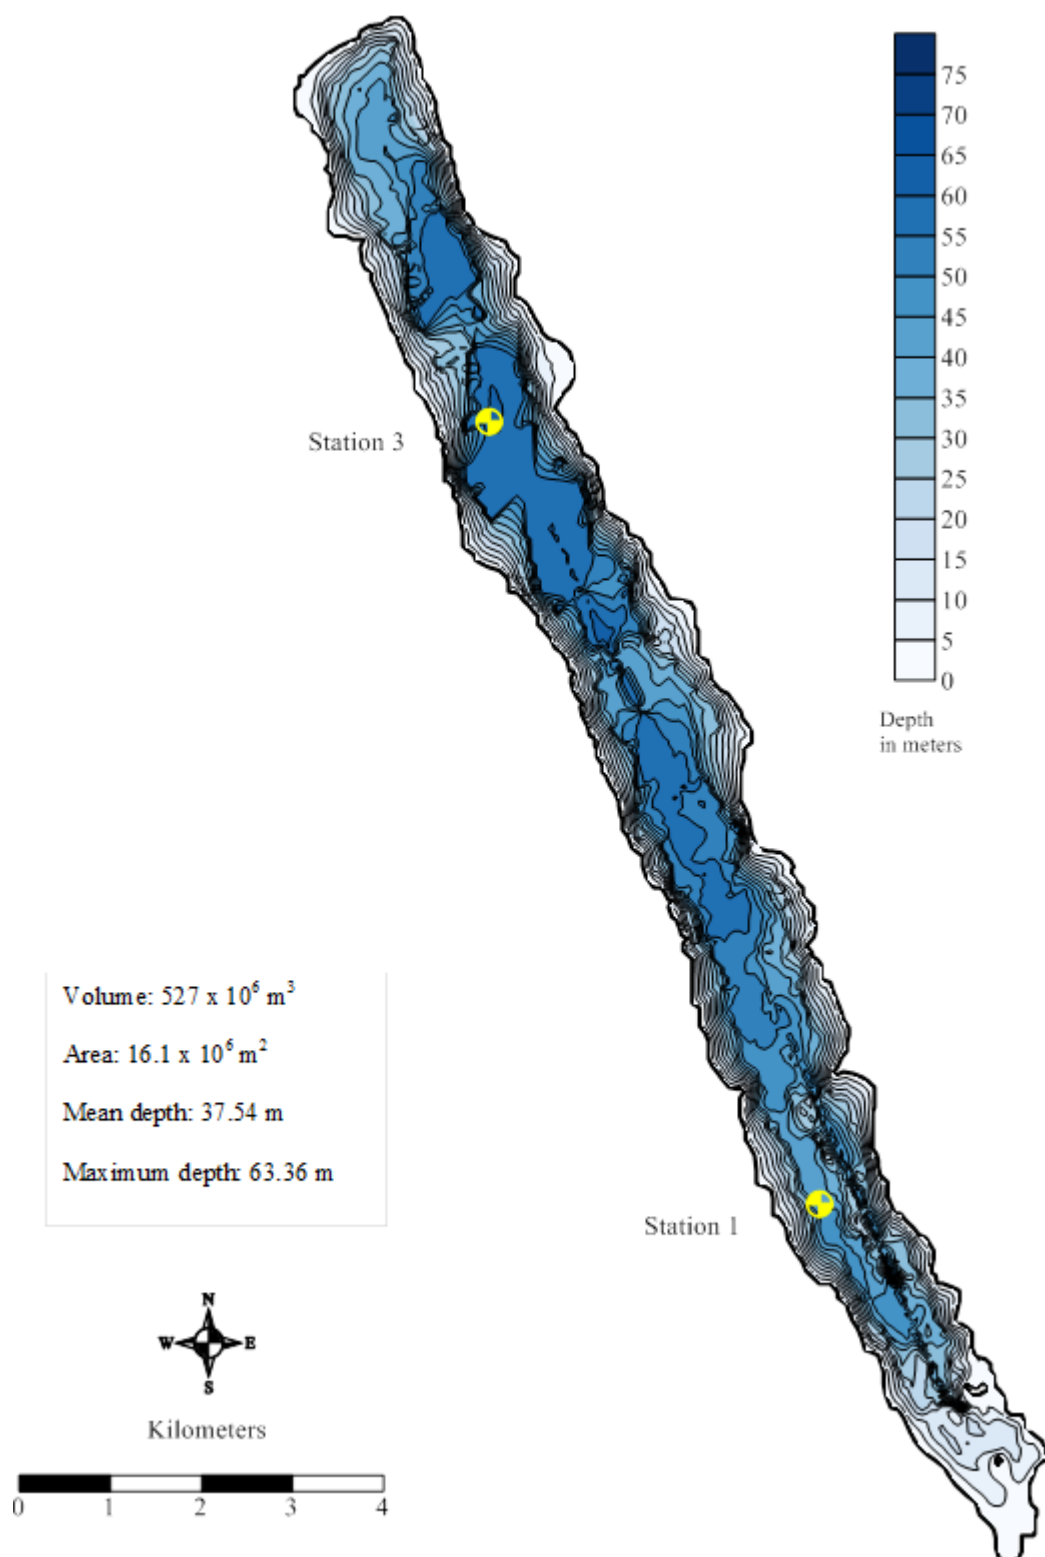 75
70
65
60
55
50
45
40
35
30
25
20
15
10
5
0
Depth
in meters
Station 3
Station 1
Volume: 527 x 10⁶ m³
Area: 16.1 x 10⁶ m²
Mean depth: 37.54 m
Maximum depth: 63.36 m
N
W E
S
Kilometers
0 1 2 3 4